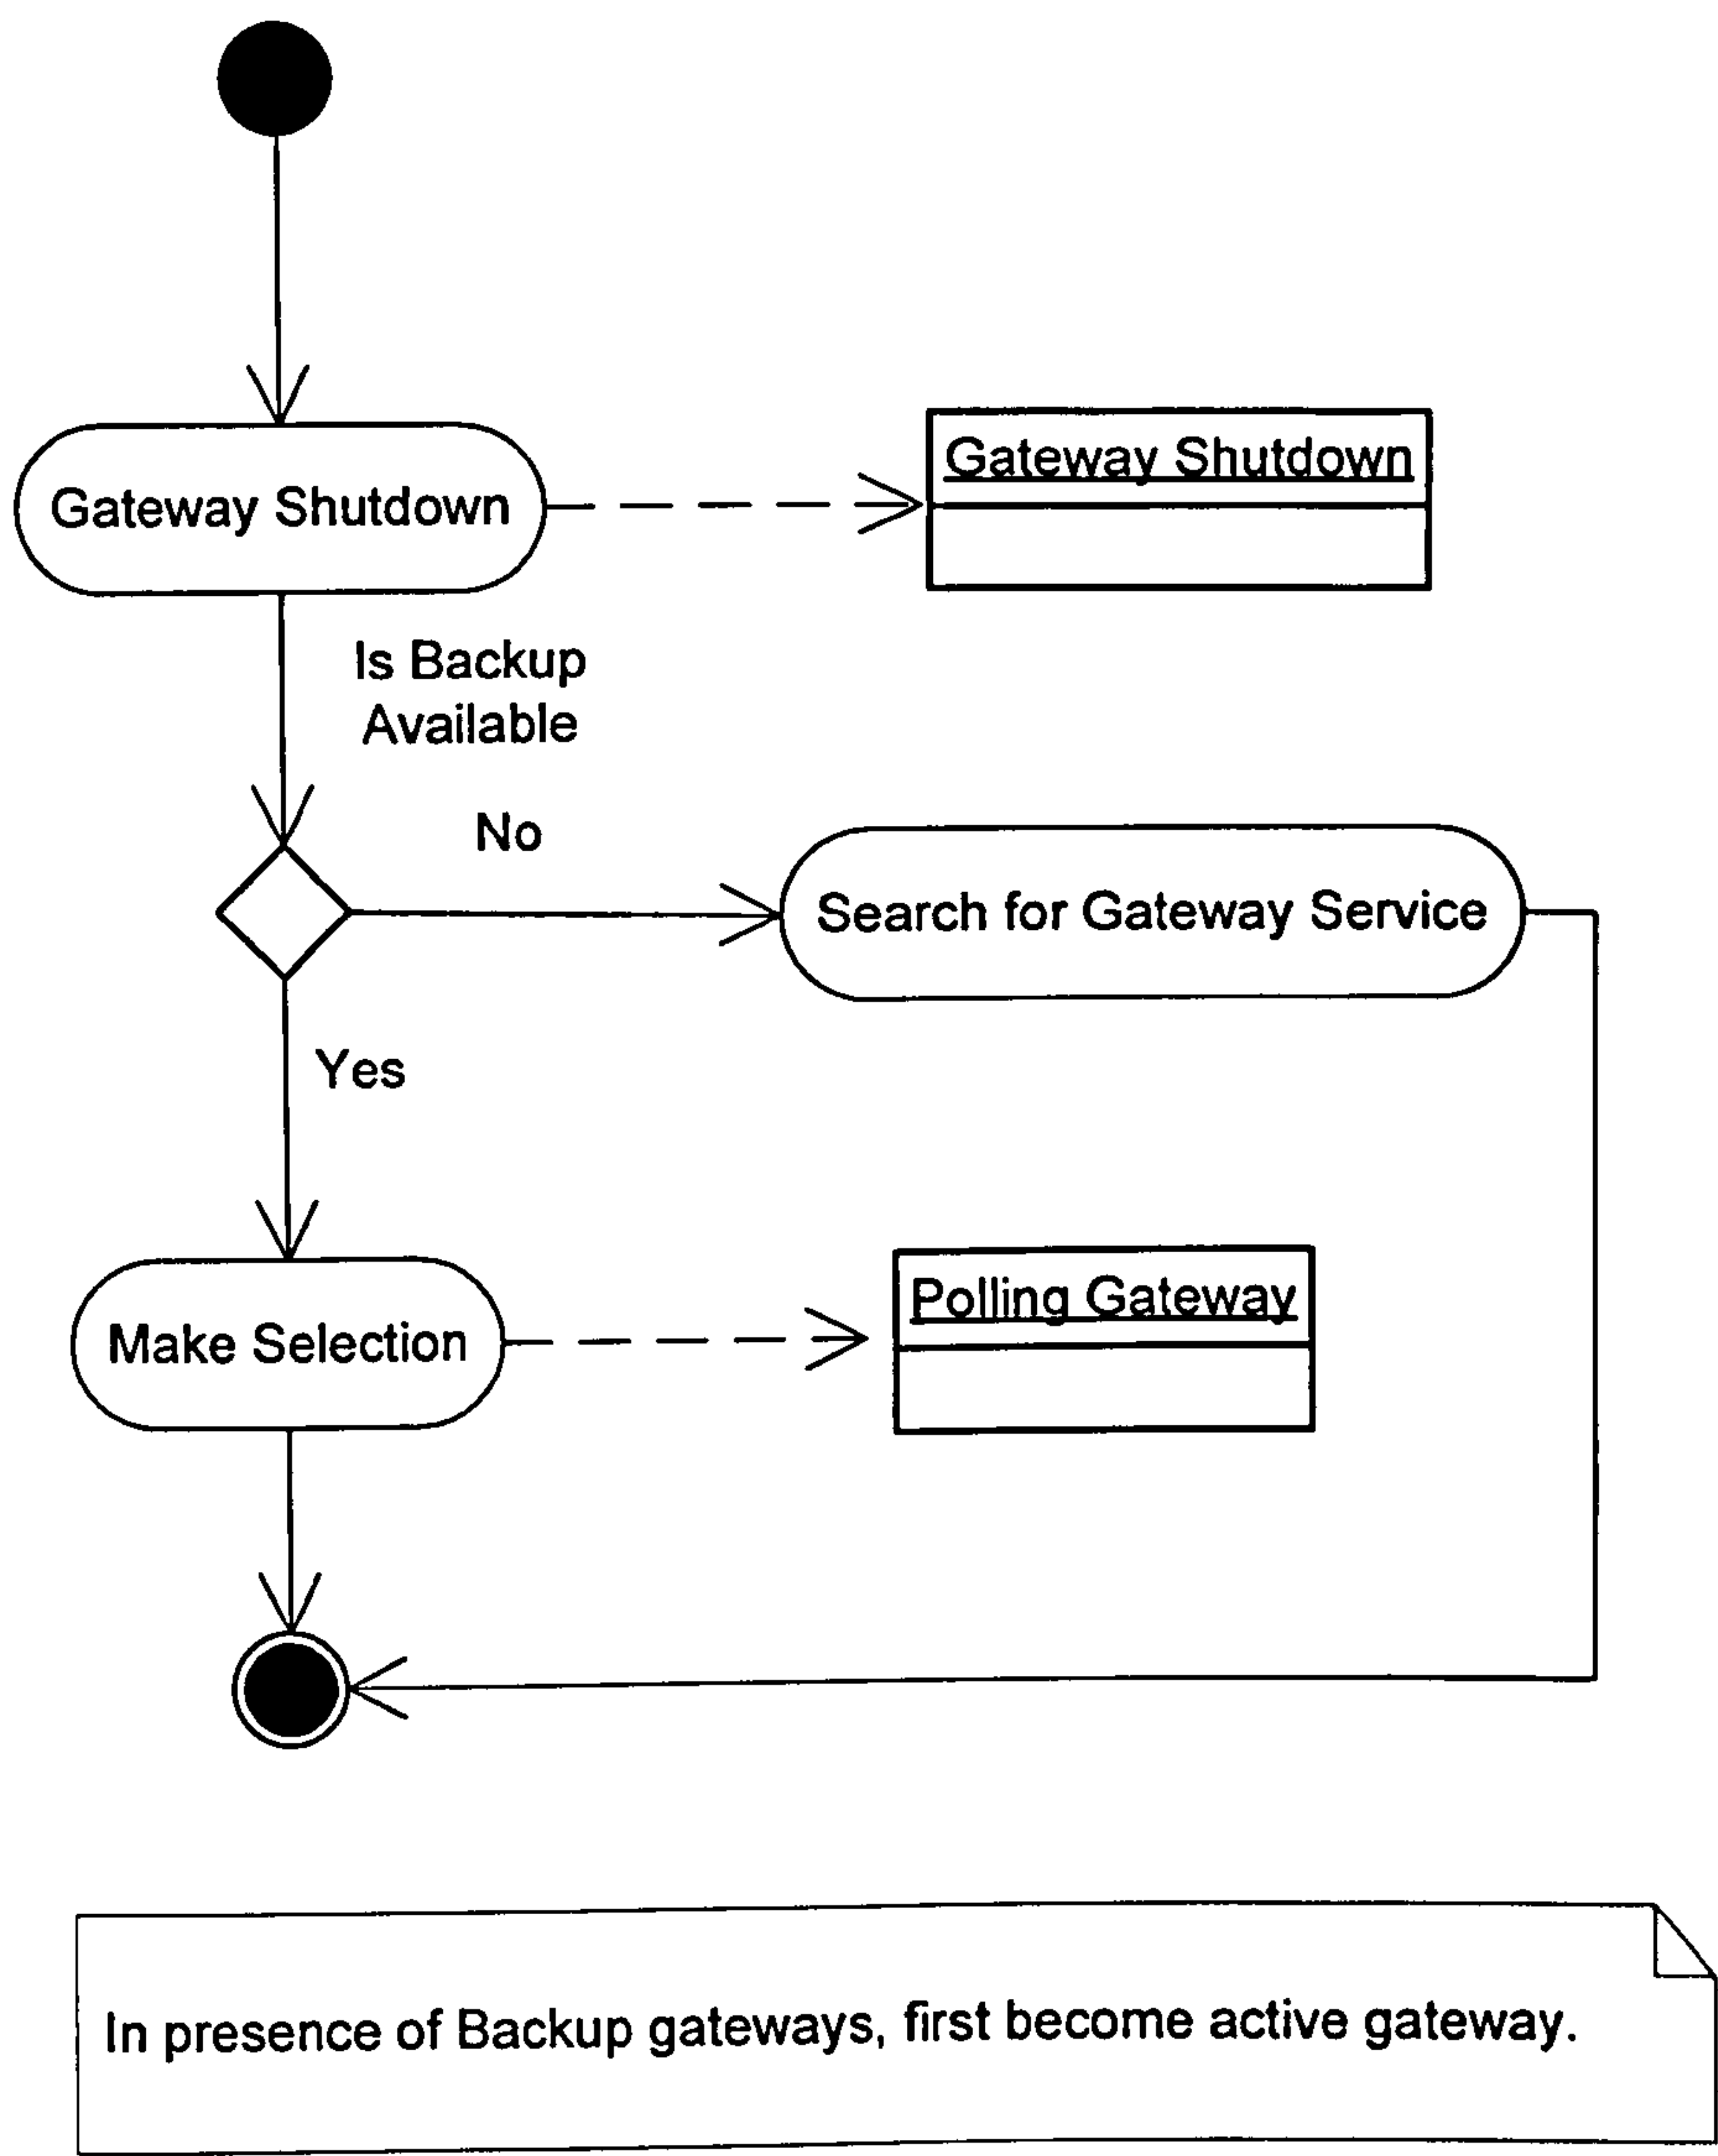 Gateway Shutdown
Gateway Shutdown
Is Backup
Available
No
Search for Gateway Service
Yes
Make Selection
Polling Gateway
In presence of Backup gateways, first become active gateway.